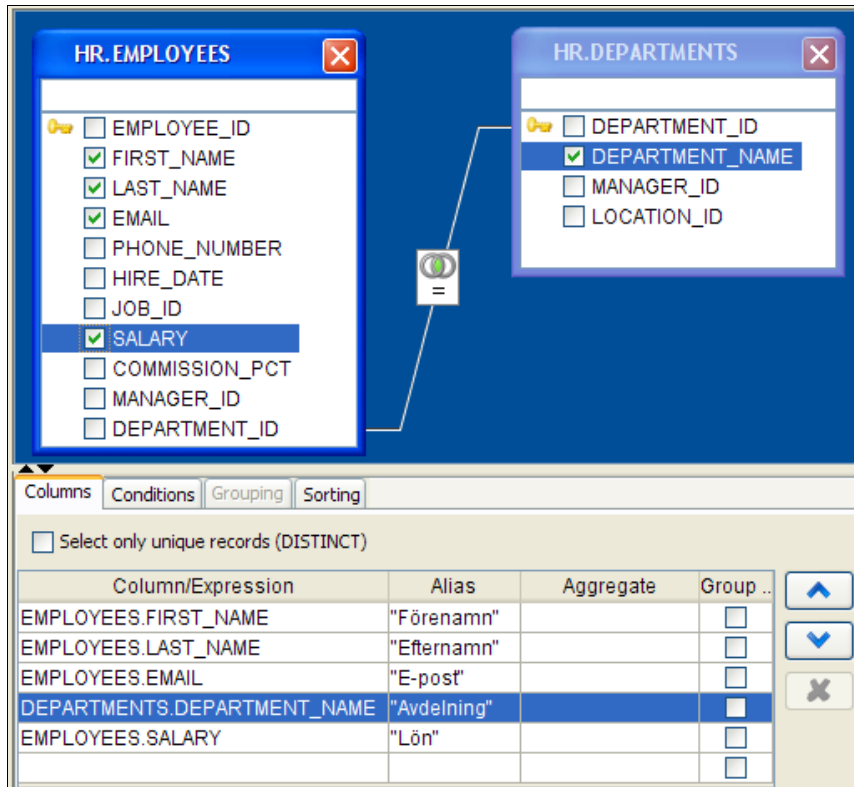 HR.EMPLOYEES
EMPLOYEE_ID
FIRST_NAME
LAST_NAME
EMAIL
PHONE_NUMBER
HIRE_DATE
JOB_ID
SALARY
COMMISSION_PCT
MANAGER_ID
DEPARTMENT_ID
HR.DEPARTMENTS
DEPARTMENT_ID
DEPARTMENT_NAME
MANAGER_ID
LOCATION_ID
=
Columns Conditions Grouping Sorting
Select only unique records (DISTINCT)
Column/Expression Alias Aggregate Group ..
EMPLOYEES.FIRST_NAME "Förenamn"
EMPLOYEES.LAST_NAME "Efternamn"
EMPLOYEES.EMAIL "E-post"
DEPARTMENTS.DEPARTMENT_NAME "Avdelning"
EMPLOYEES.SALARY "Lön"